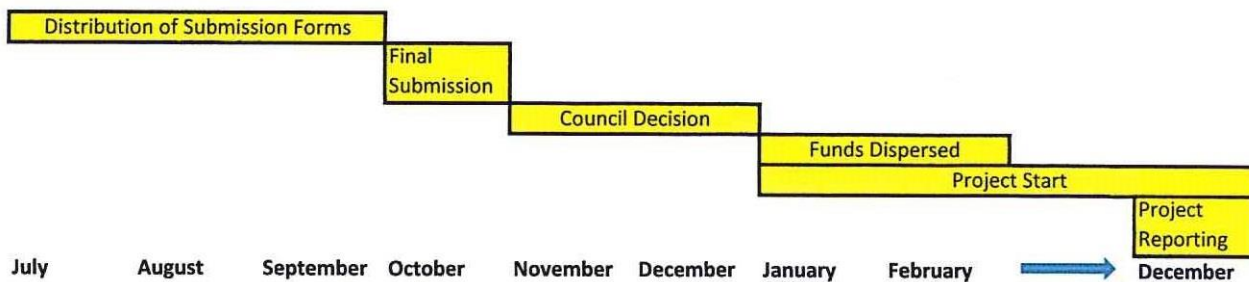 Distribution of Submission Forms
Final
Submission
Council Decision
Funds Dispersed
Project Start
Project
Reporting
July August September October November December January February December